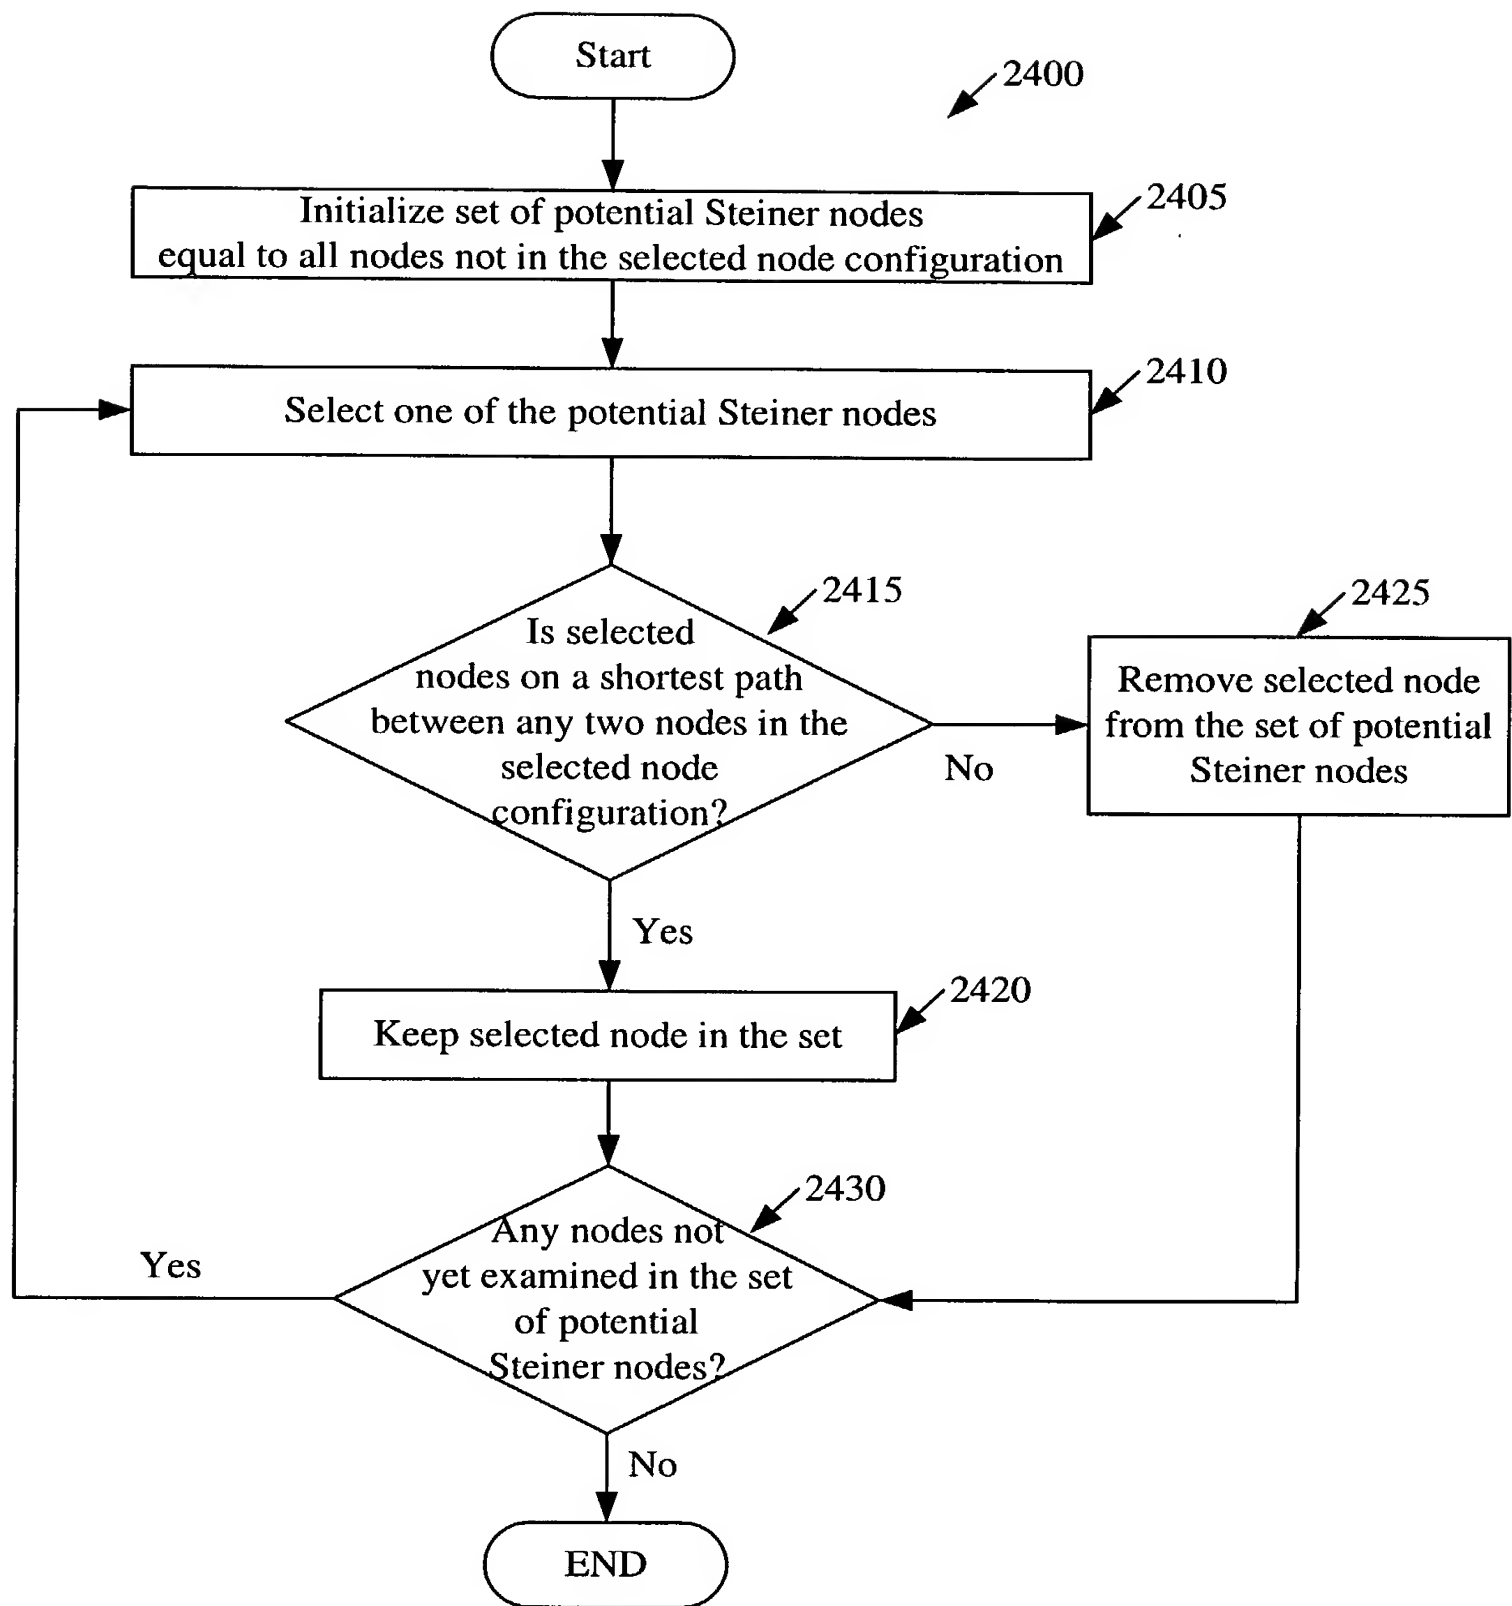 Start
2400
Initialize set of potential Steiner nodes
equal to all nodes not in the selected node configuration
2405
Select one of the potential Steiner nodes
2410
Is selected
nodes on a shortest path
between any two nodes in the
selected node
configuration?
2415
No
2425
Remove selected node
from the set of potential
Steiner nodes
Yes
Keep selected node in the set
2420
Any nodes not
yet examined in the set
of potential
Steiner nodes?
2430
Yes
No
END